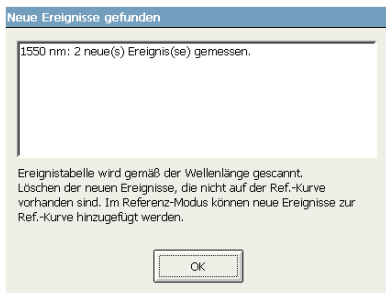 Neue Ereignisse gefunden
1550 nm: 2 neue(s) Ereignis(se) gemessen.
Ereignistabelle wird gemäß der Wellenlänge gescannt.
Löschen der neuen Ereignisse, die nicht auf der Ref.-Kurve
vorhanden sind. Im Referenz-Modus können neue Ereignisse zur
Ref.-Kurve hinzugefügt werden.
OK